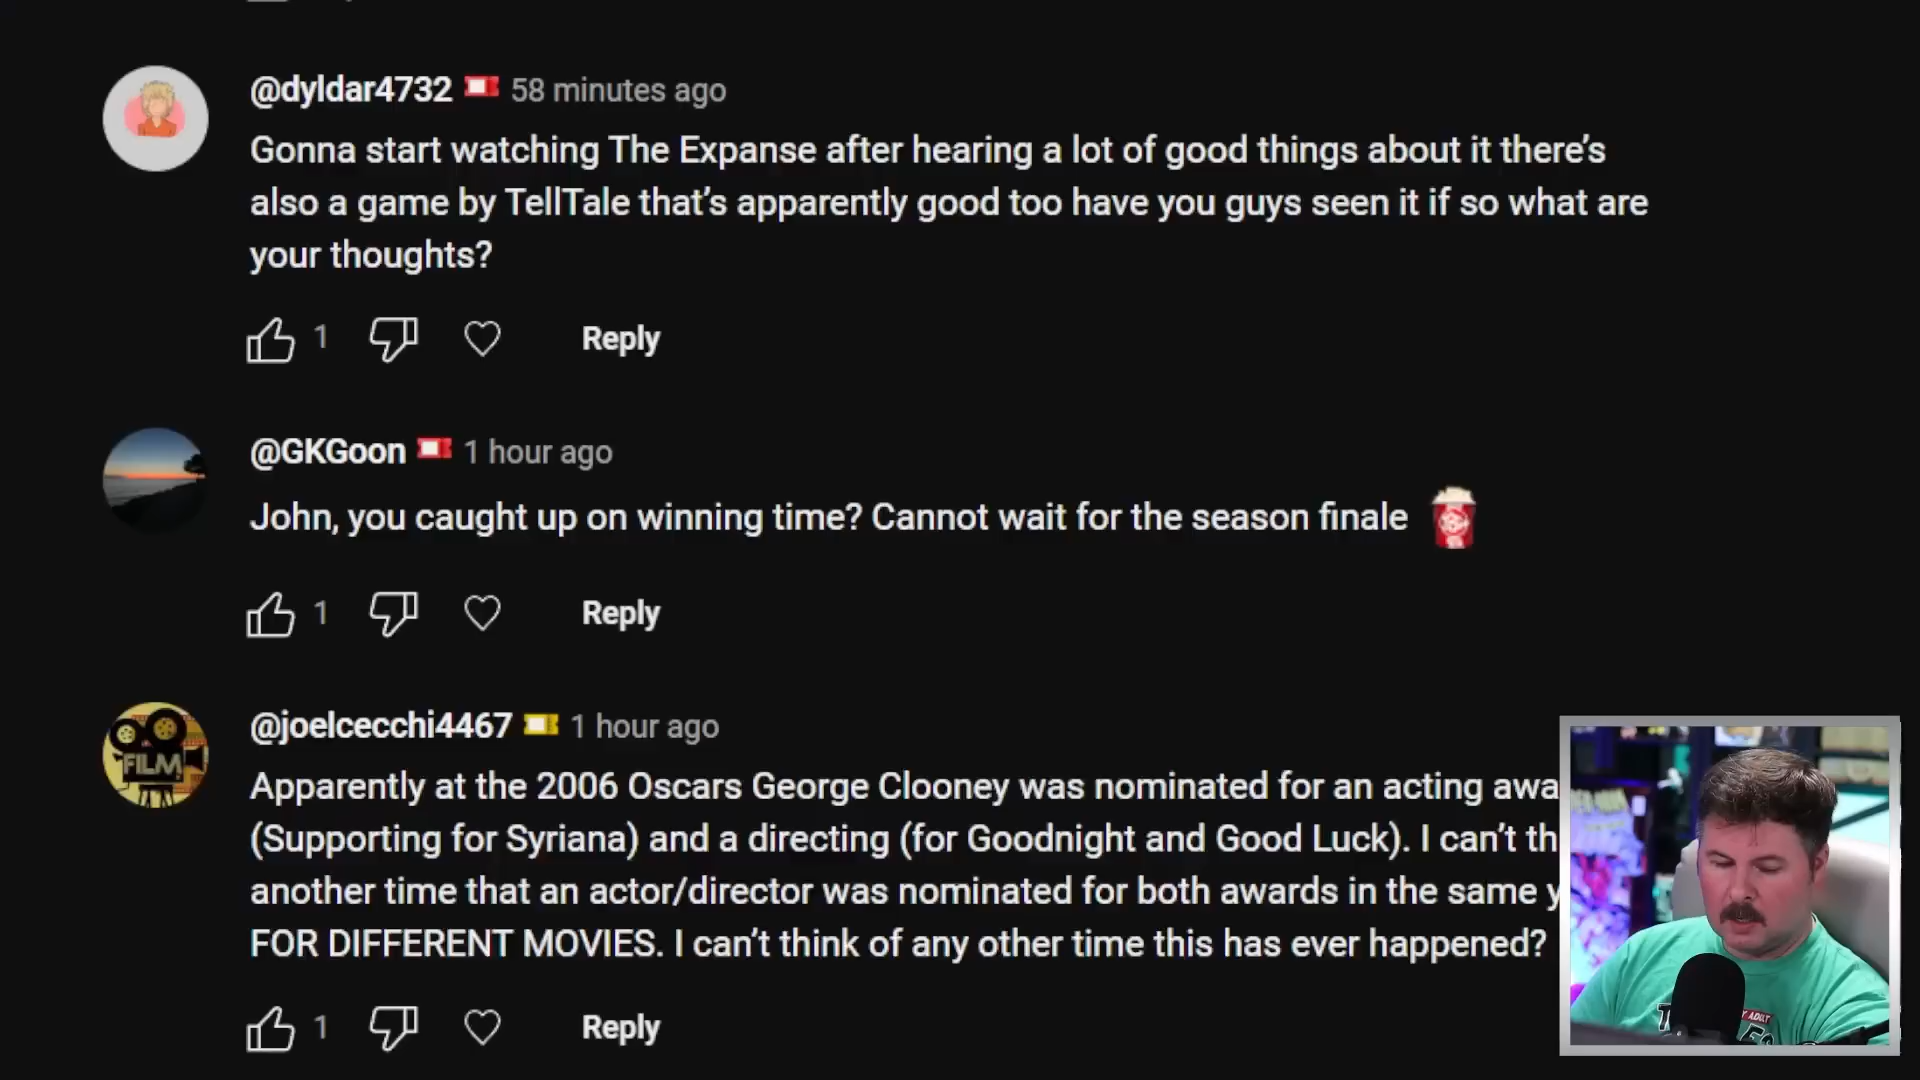 @dyldar4732 58 minutes ago
Gonna start watching The Expanse after hearing a lot of good things about it there's
also a game by TellTale that's apparently good too have you guys seen it if so what are
your thoughts?
1 Reply
@GKGoon 1 hour ago
John, you caught up on winning time? Cannot wait for the season finale
1 Reply
FILM
@joelcecchi4467 1 hour ago
Apparently at the 2006 Oscars George Clooney was nominated for an acting awa
(Supporting for Syriana) and a directing (for Goodnight and Good Luck). I can't th
another time that an actor/director was nominated for both awards in the same y
FOR DIFFERENT MOVIES. I can't think of any other time this has ever happened?
1 Reply